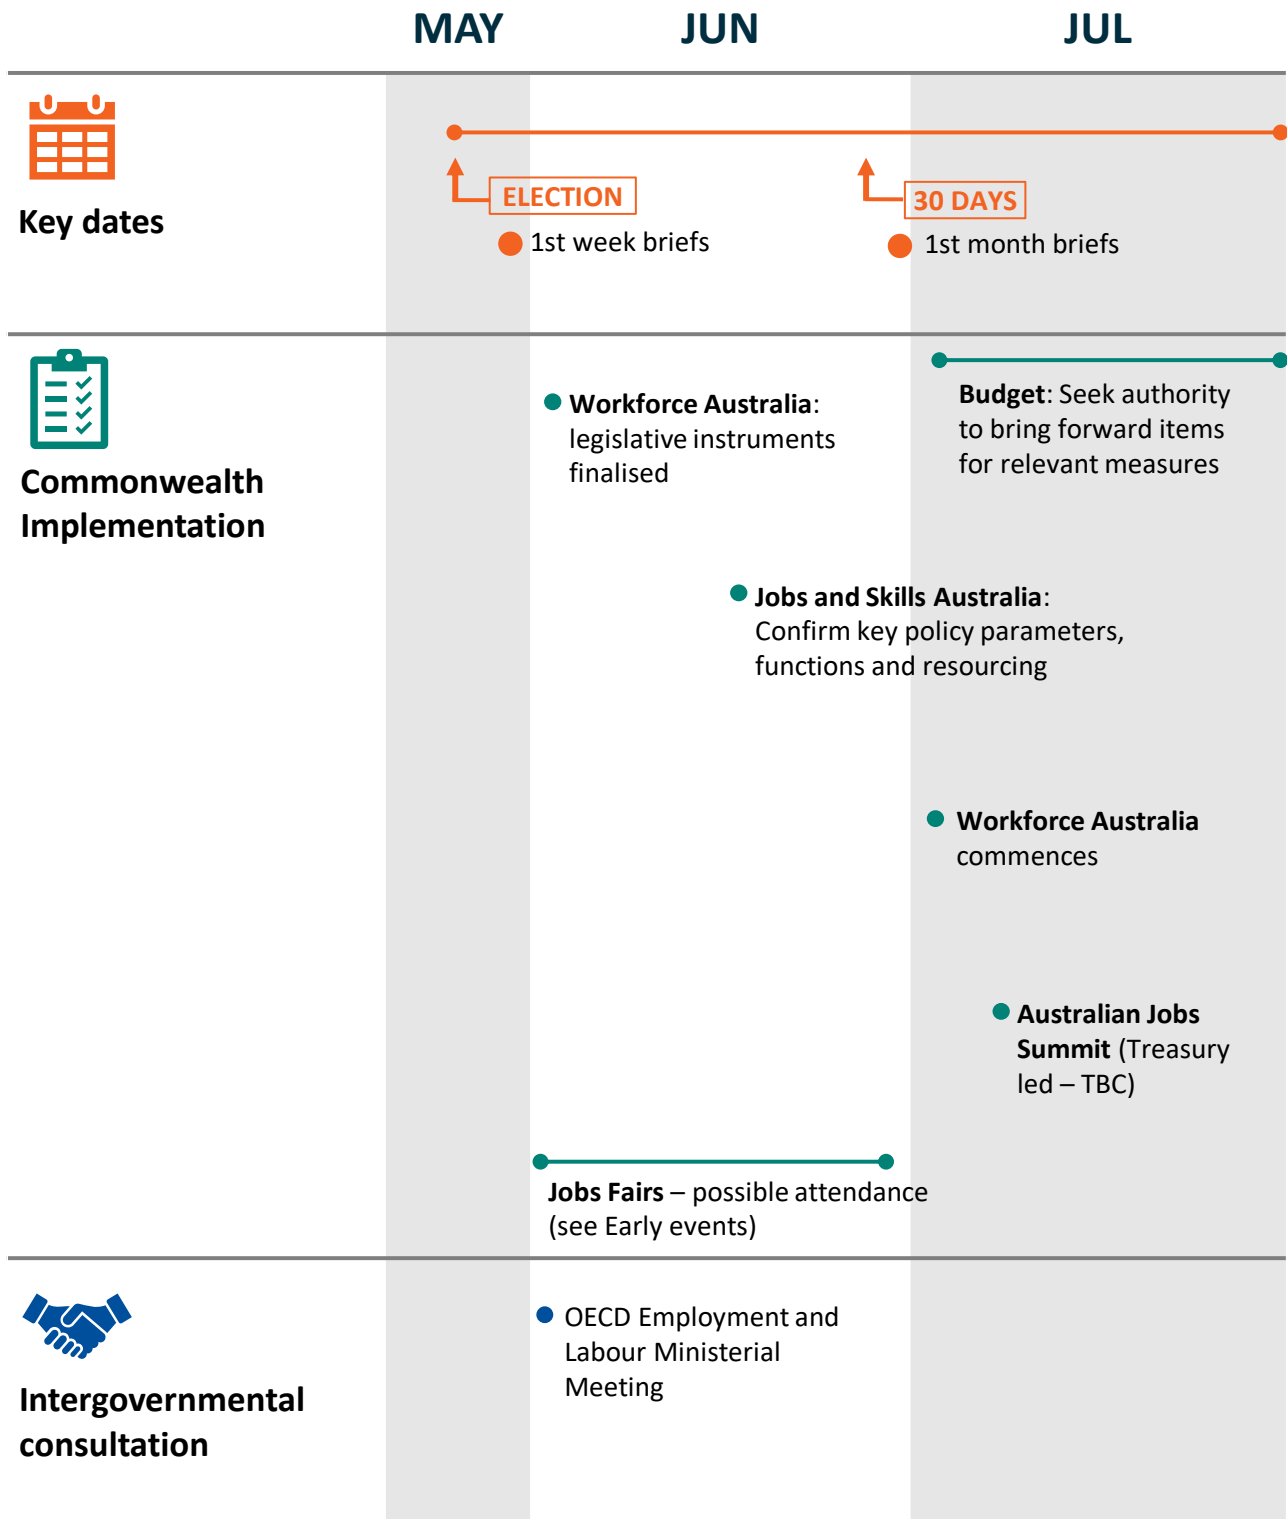 MAY JUN JUL
Key dates
ELECTION
1st week briefs
30 DAYS
1st month briefs
Commonwealth
Implementation
Workforce Australia:
legislative instruments
finalised
Budget: Seek authority
to bring forward items
for relevant measures
Jobs and Skills Australia:
Confirm key policy parameters,
functions and resourcing
Workforce Australia
commences
Australian Jobs
Summit (Treasury
led – TBC)
Jobs Fairs – possible attendance
(see Early events)
Intergovernmental
consultation
OECD Employment and
Labour Ministerial
Meeting